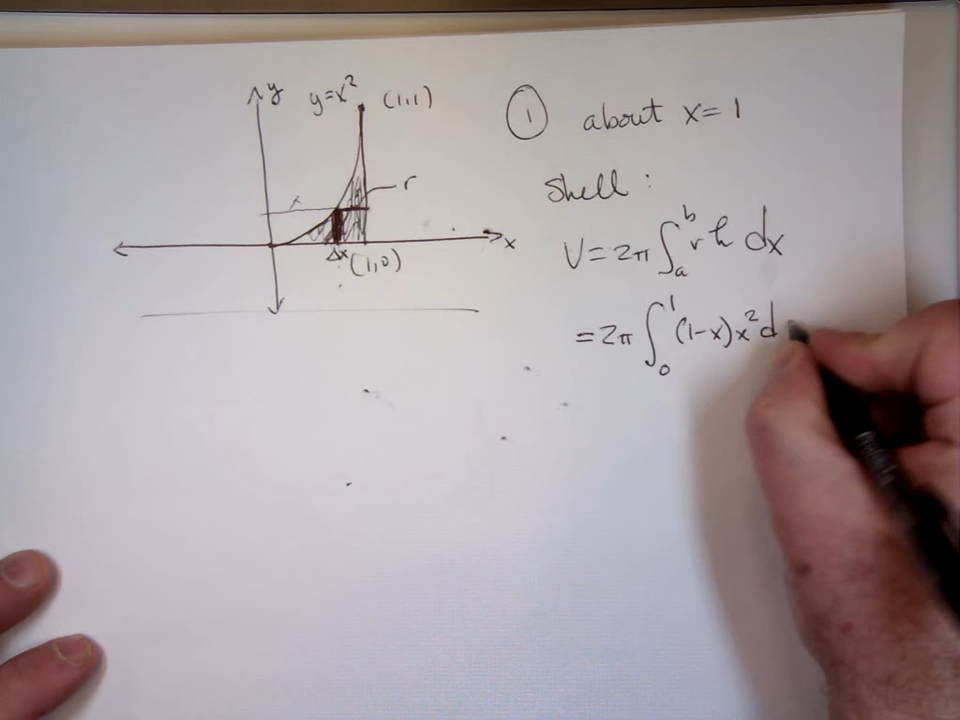 y
y=x²
(1,1)
x
r
x
Δx
(1,0)
① about x=1
Shell:
V=2π∫ₐᵇ r h dx
=2π∫₀¹ (1-x)x² d